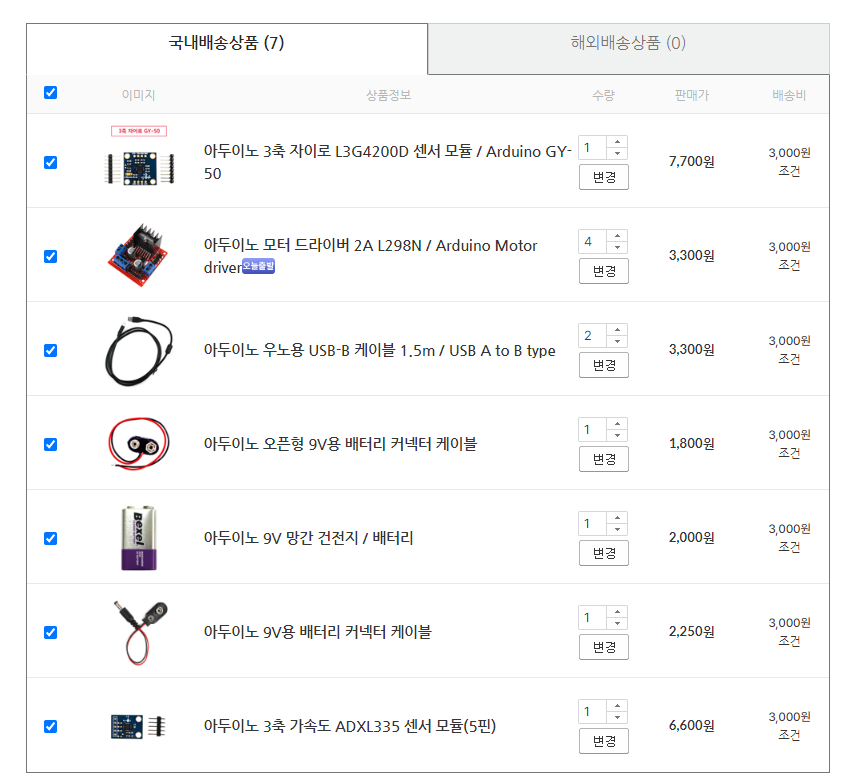 국내배송상품 (7)
해외배송상품 (0)
이미지 상품정보 수량 판매가 배송비
3축 자이로 GY-50
아두이노 3축 자이로 L3G4200D 센서 모듈 / Arduino GY-
50
1
변경
7,700원
3,000원
조건
아두이노 모터 드라이버 2A L298N / Arduino Motor
driver오늘출발
4
변경
3,300원
3,000원
조건
아두이노 우노용 USB-B 케이블 1.5m / USB A to B type
2
변경
3,300원
3,000원
조건
아두이노 오픈형 9V용 배터리 커넥터 케이블
1
변경
1,800원
3,000원
조건
Bexel
아두이노 9V 망간 건전지 / 배터리
1
변경
2,000원
3,000원
조건
아두이노 9V용 배터리 커넥터 케이블
1
변경
2,250원
3,000원
조건
아두이노 3축 가속도 ADXL335 센서 모듈(5핀)
1
변경
6,600원
3,000원
조건